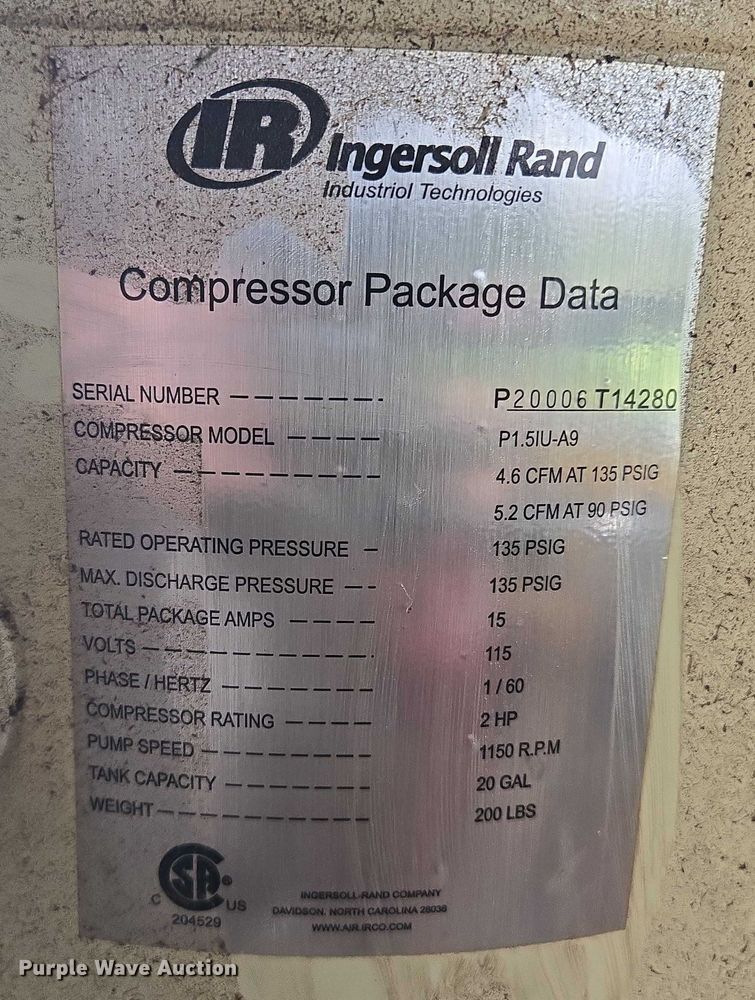 IR Ingersoll Rand
Industriol Technologies
Compressor Package Data
SERIAL NUMBER — — — — — — -. P20006T14280
COMPRESSOR MODEL — — — — P1.5IU-A9
CAPACITY — — — — — — — — 4.6 CFM AT 135 PSIG
5.2 CFM AT 90 PSIG
RATED OPERATING PRESSURE — 135 PSIG
MAX. DISCHARGE PRESSURE — - 135 PSIG
TOTAL PACKAGE AMPS — — — — 15
VOLTS — — — — — — — — — -. 115
PHASE / HERTZ — — — — — — — 1 / 60
COMPRESSOR RATING — — — — 2 HP
PUMP SPEED — — — — — — — — 1150 R.P.M
TANK CAPACITY — — — — — — — 20 GAL
WEIGHT — — — — — — — — — — 200 LBS
C SA ® US
204529
INGERSOLL-RAND COMPANY
DAVIDSON, NORTH CAROLINA 28036
WWW.AIR.IRCO.COM
Purple Wave Auction